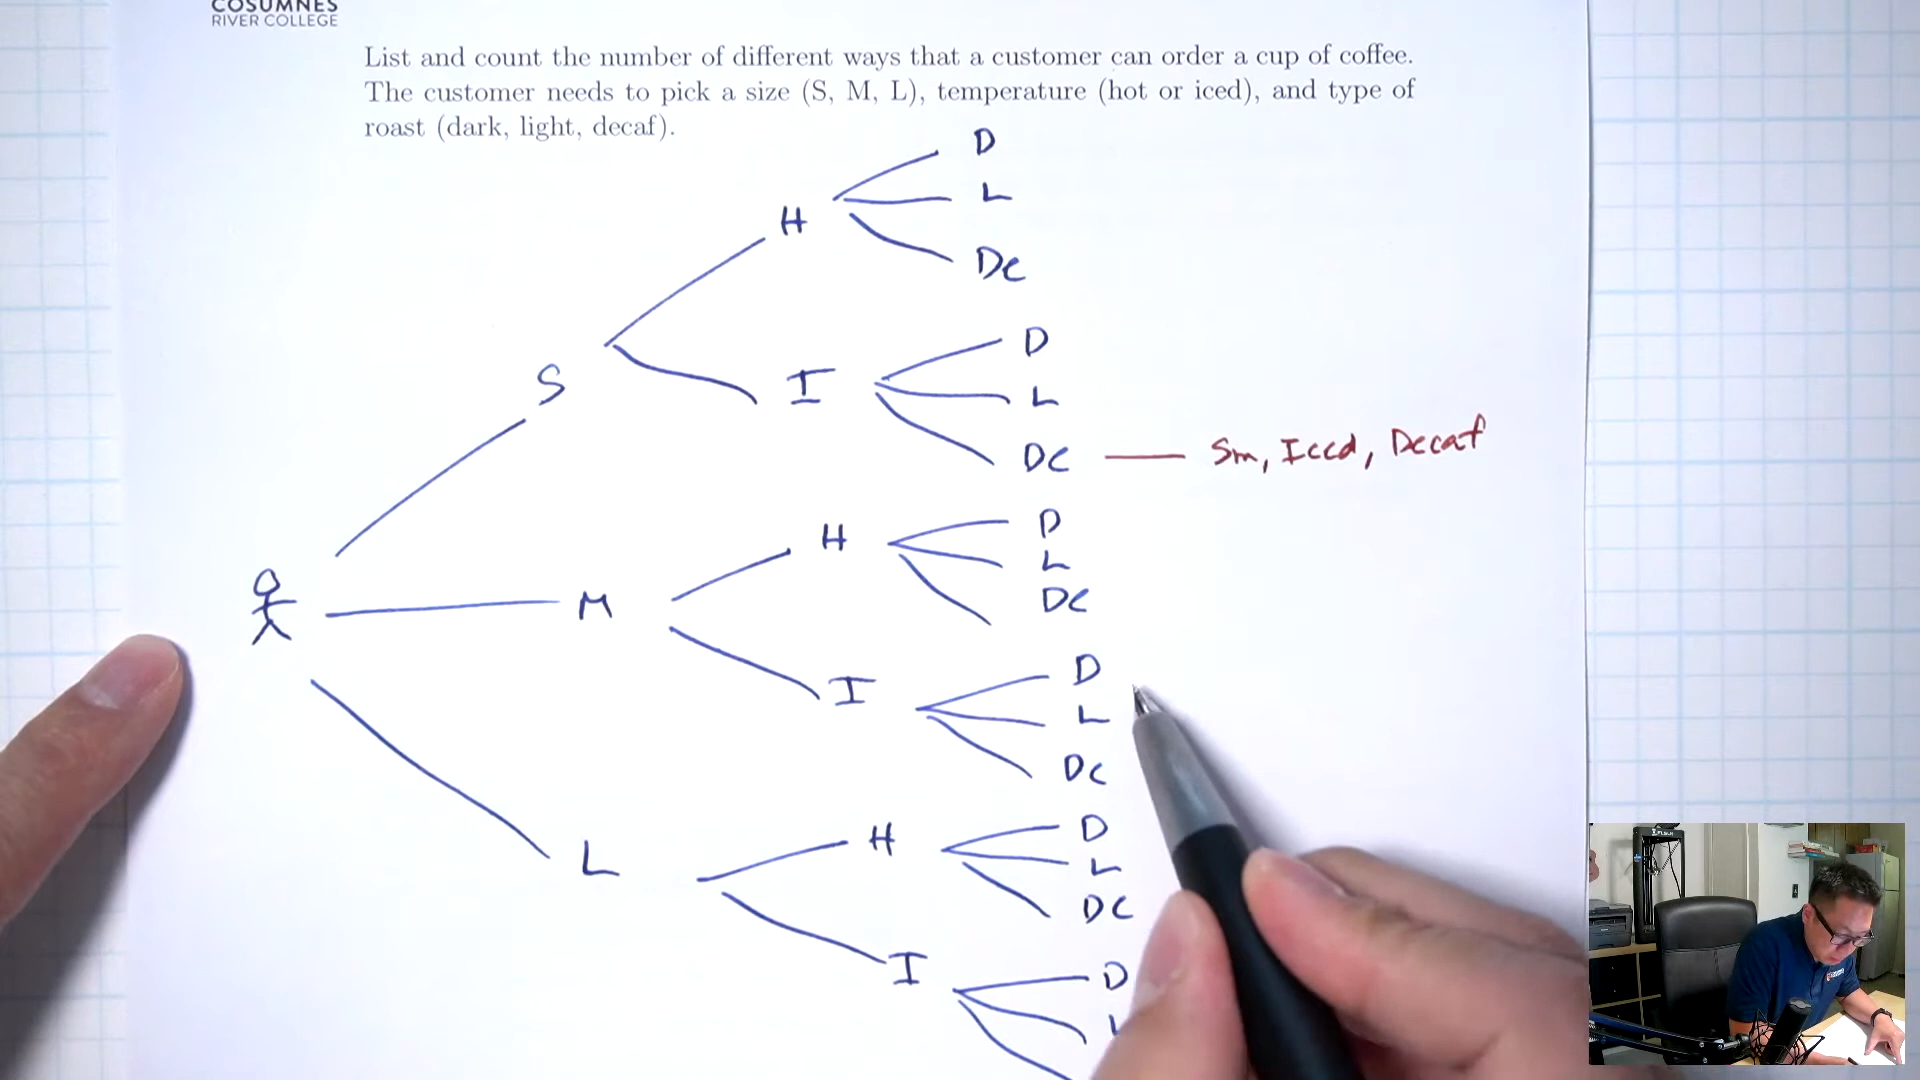 COSUMNES
RIVER COLLEGE
List and count the number of different ways that a customer can order a cup of coffee.
The customer needs to pick a size (S, M, L), temperature (hot or iced), and type of
roast (dark, light, decaf).
D
L
H
DC
D
S
I
L
DC
Sm, Iced, Decaf
D
H
L
M
DC
D
I
L
DC
D
H
L
L
DC
I
D